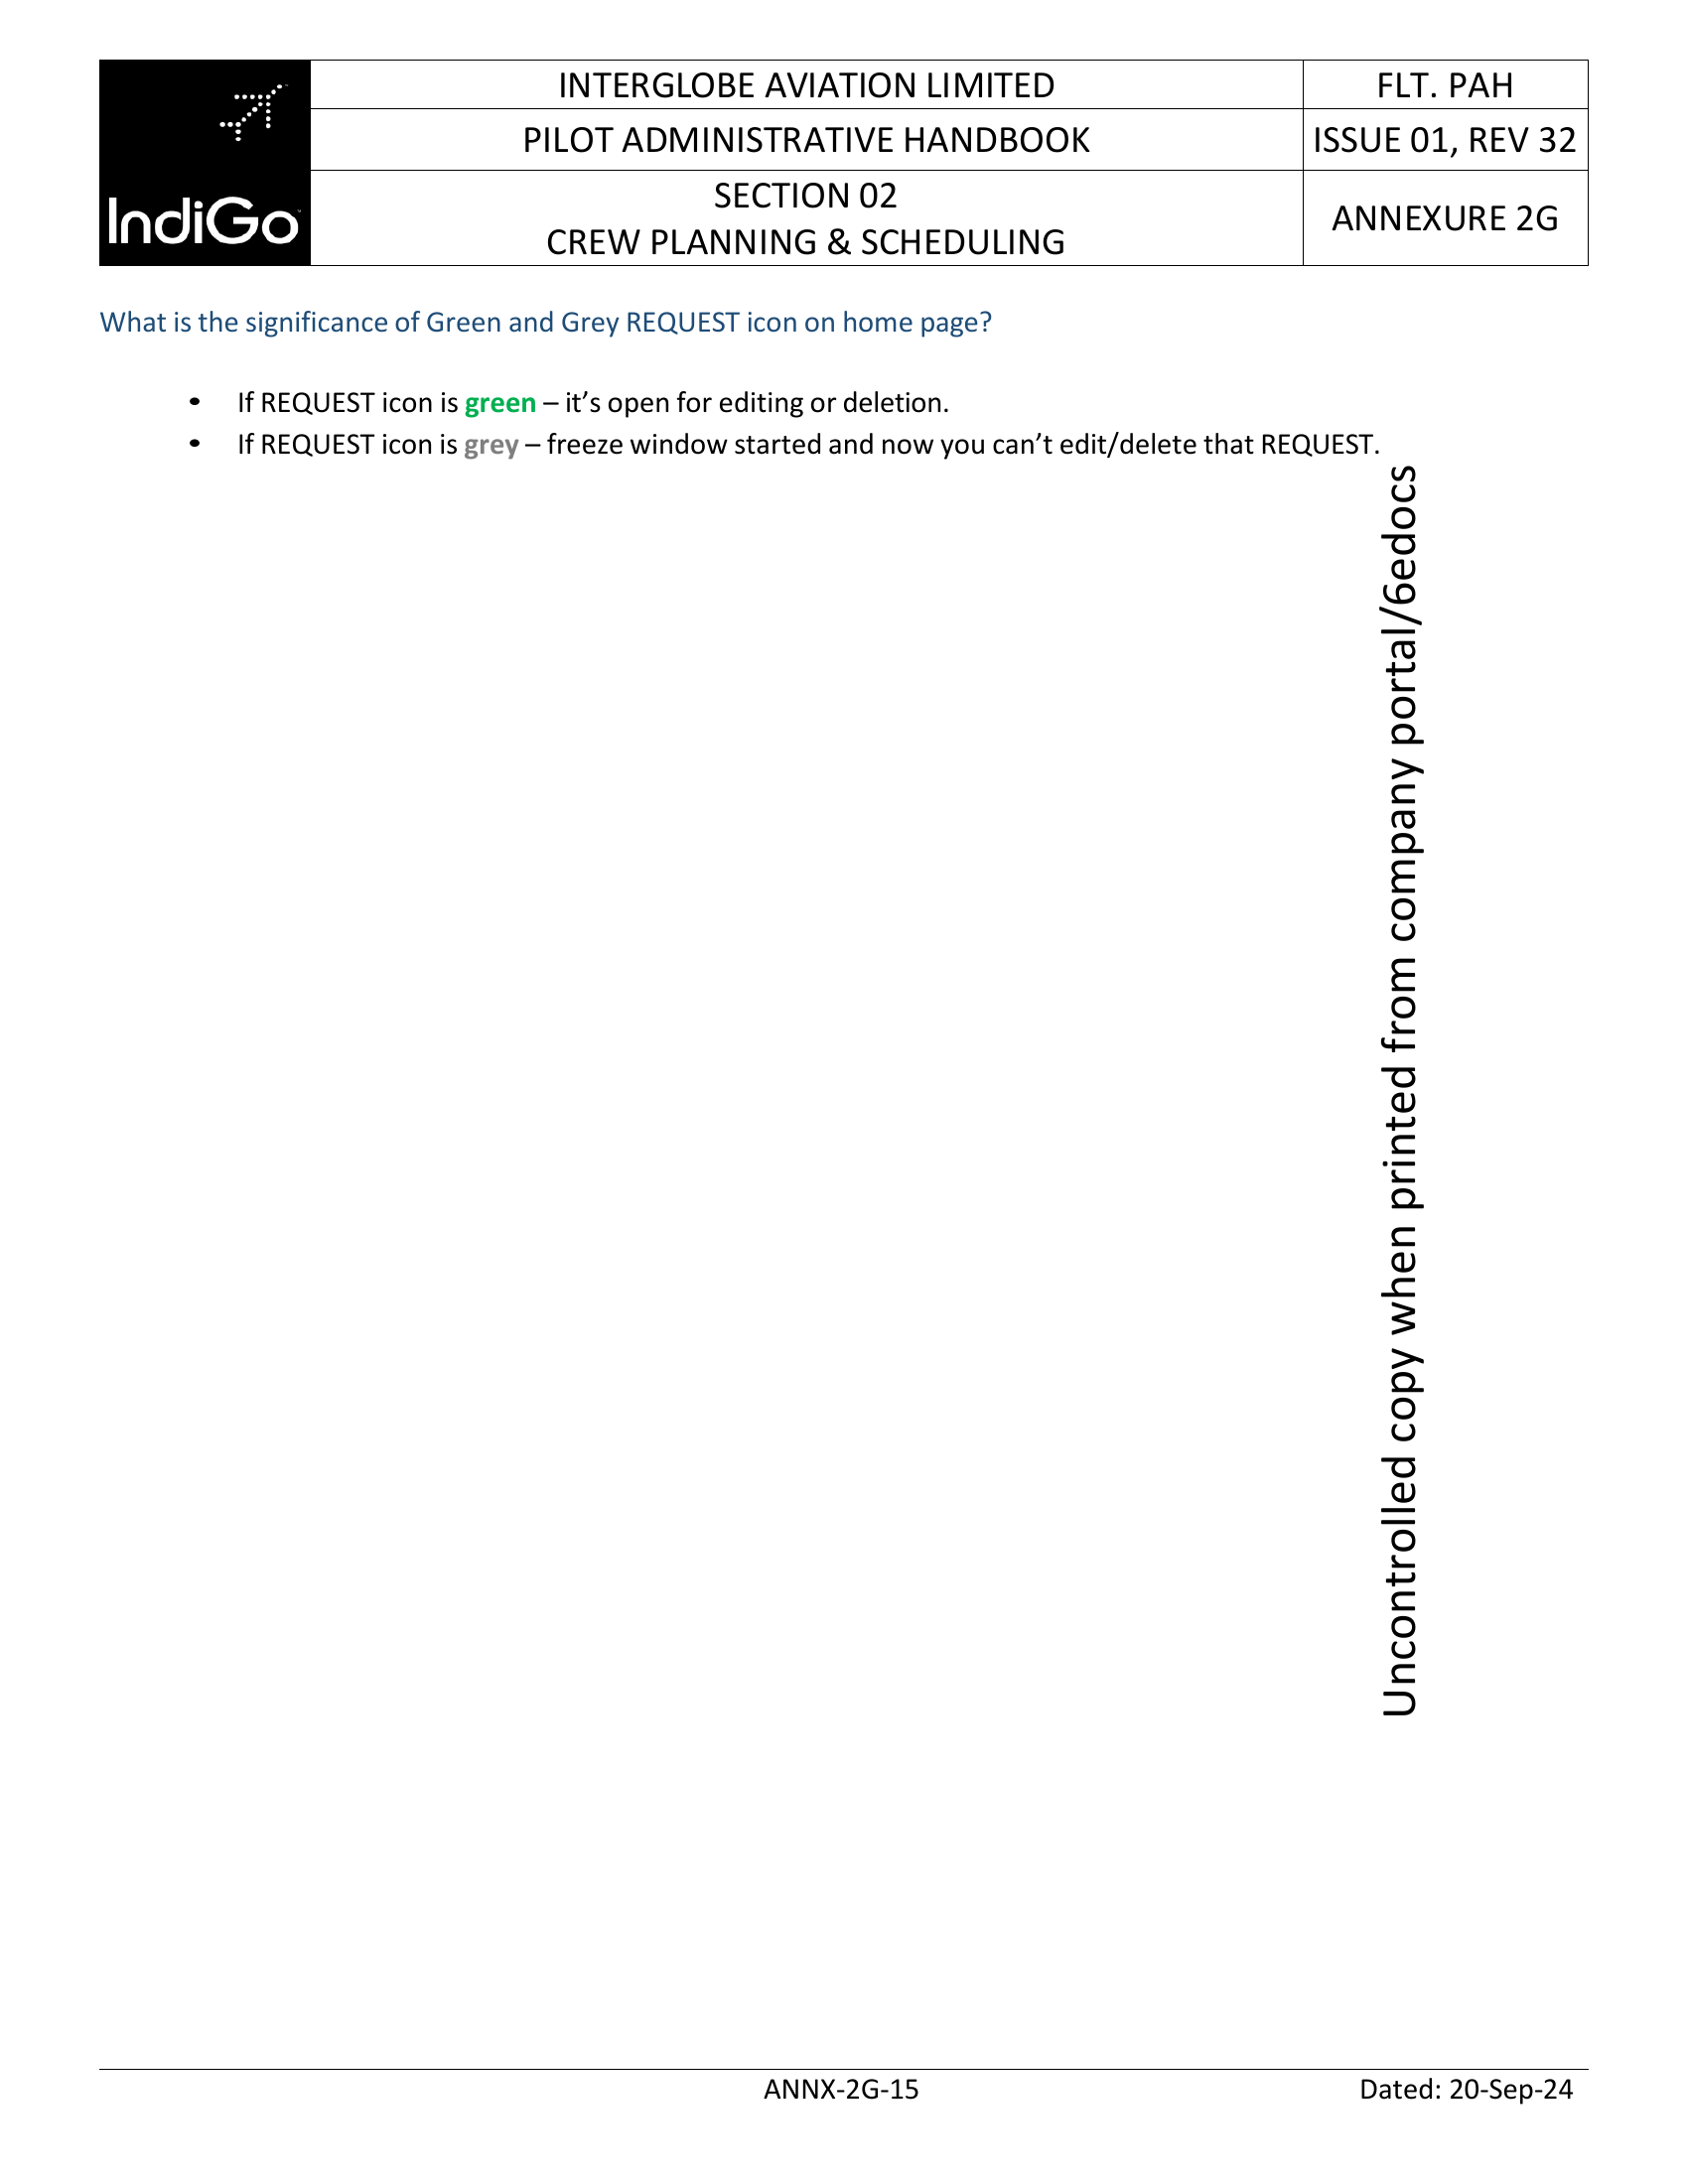 IndiGo
INTERGLOBE AVIATION LIMITED
FLT. PAH
PILOT ADMINISTRATIVE HANDBOOK
ISSUE 01, REV 32
SECTION 02
CREW PLANNING & SCHEDULING
ANNEXURE 2G
What is the significance of Green and Grey REQUEST icon on home page?
• If REQUEST icon is green – it’s open for editing or deletion.
• If REQUEST icon is grey – freeze window started and now you can’t edit/delete that REQUEST.
Uncontrolled copy when printed from company portal/6edocs
ANNX-2G-15
Dated: 20-Sep-24